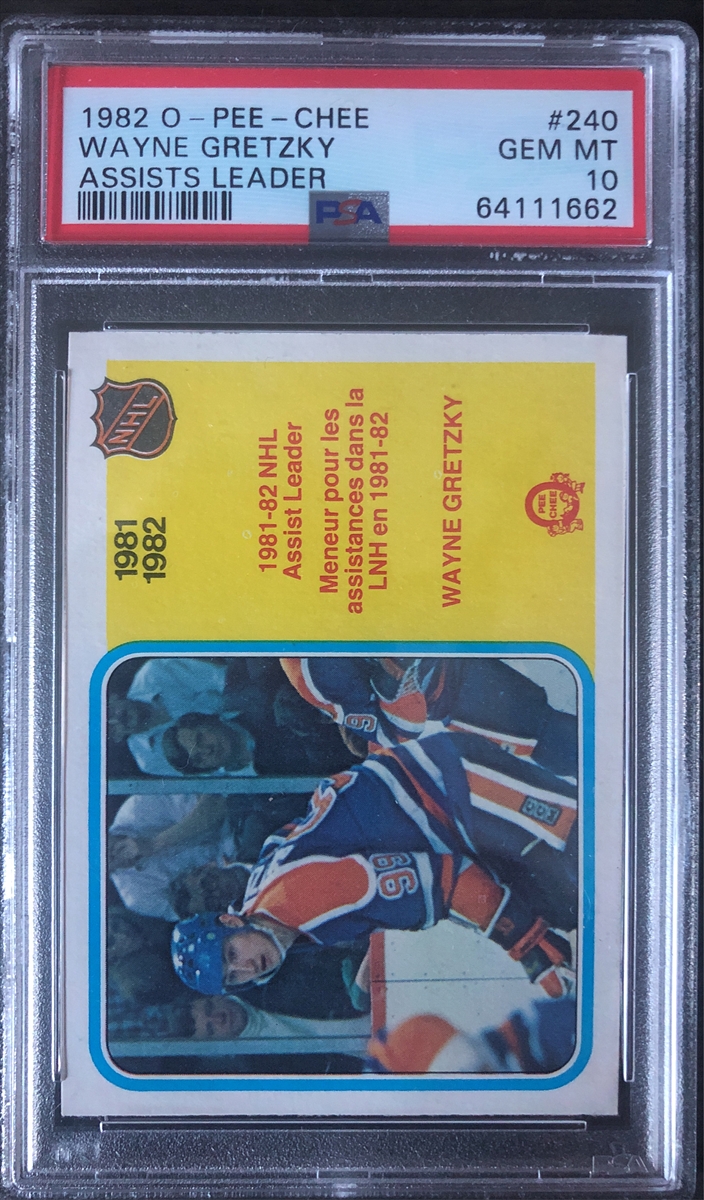 1982 O-PEE-CHEE #240
WAYNE GRETZKY GEM MT
ASSISTS LEADER 10
PSA 64111662
NHL
1981
1982
1981-82 NHL
Assist Leader
Meneur pour les
assistances dans la
LNH en 1981-82
WAYNE GRETZKY
O
PEE
CHEE
99
PSA